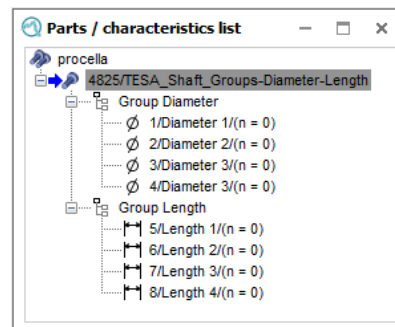 Parts / characteristics list
procella
4825/TESA_Shaft_Groups-Diameter-Length
Group Diameter
1/Diameter 1/(n = 0)
2/Diameter 2/(n = 0)
3/Diameter 3/(n = 0)
4/Diameter 3/(n = 0)
Group Length
5/Length 1/(n = 0)
6/Length 2/(n = 0)
7/Length 3/(n = 0)
8/Length 4/(n = 0)